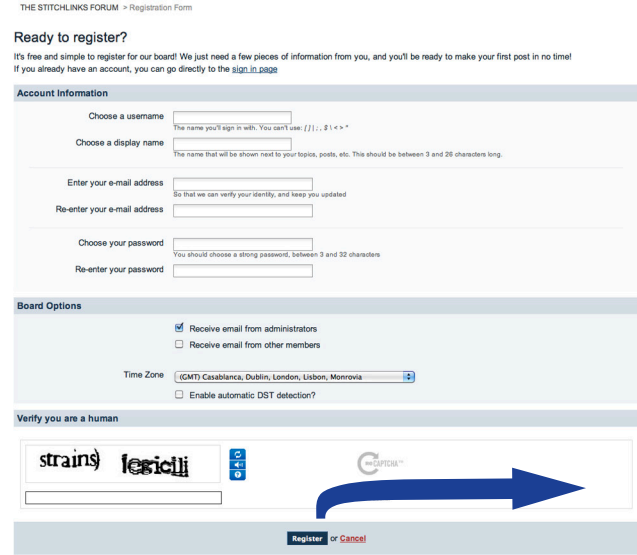 THE STITCHLINKS FORUM > Registration Form
Ready to register?
It's free and simple to register for our board! We just need a few pieces of information from you, and you'll be ready to make your first post in no time!
If you already have an account, you can go directly to the sign in page
Account Information
Choose a username
The name you'll sign in with. You can't use: [ ] | ; , $ \ < > "
Choose a display name
The name that will be shown next to your topics, posts, etc. This should be between 3 and 26 characters long.
Enter your e-mail address
So that we can verify your identity, and keep you updated
Re-enter your e-mail address
Choose your password
You should choose a strong password, between 3 and 32 characters
Re-enter your password
Board Options
Receive email from administrators
Receive email from other members
Time Zone (GMT) Casablanca, Dublin, London, Lisbon, Monrovia
Enable automatic DST detection?
Verify you are a human
strains)
reCAPTCHA™
Register or Cancel